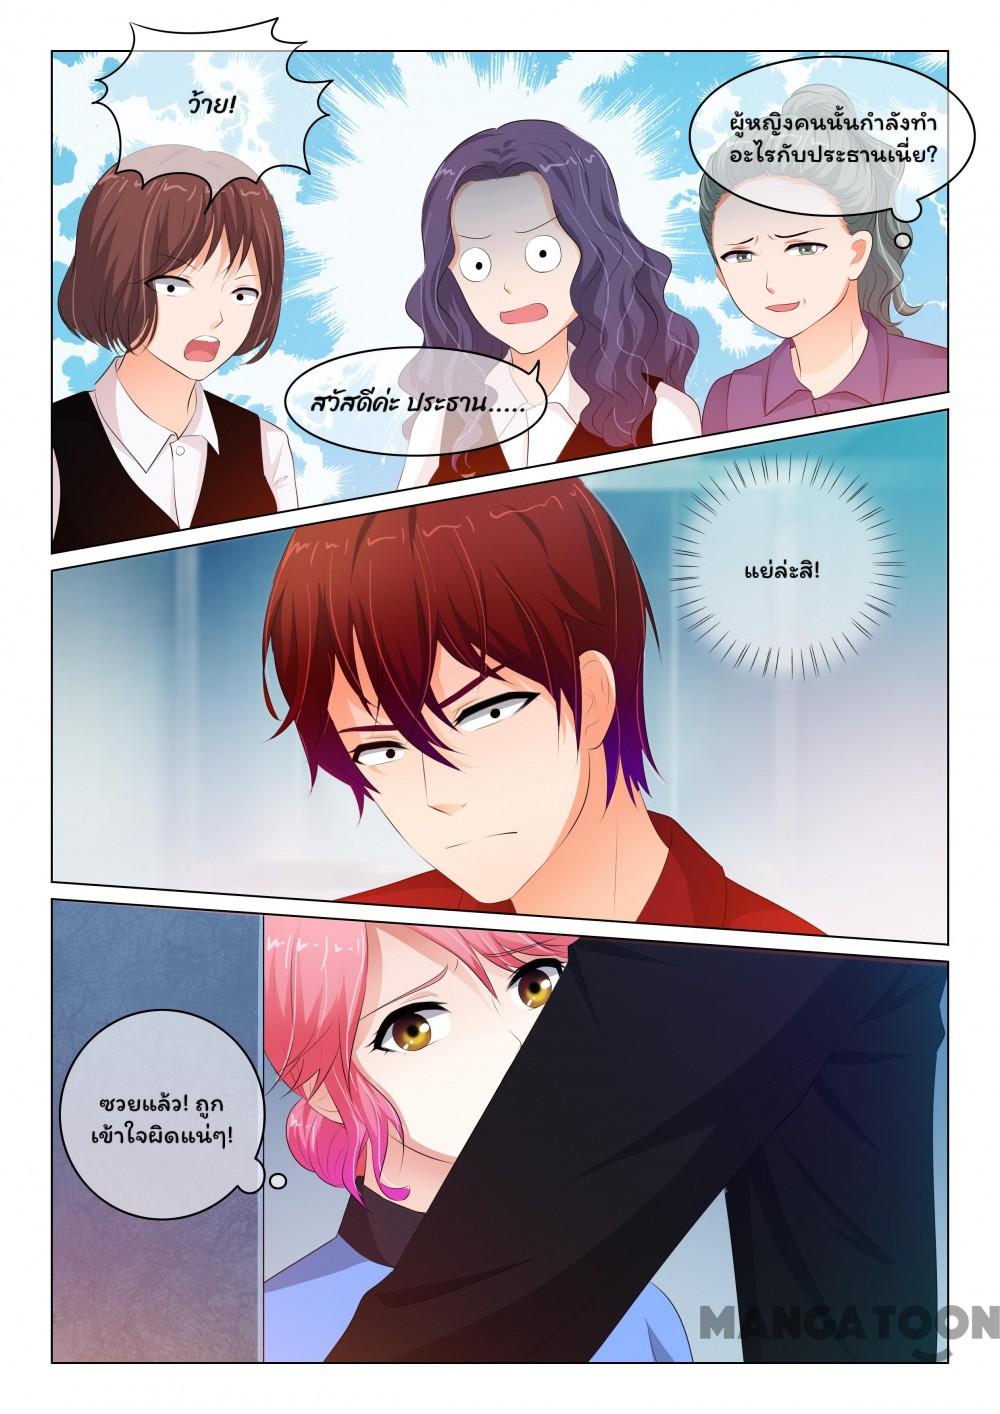 ว้าย!
ผู้หญิงคนนั้นกำลังทำ
อะไรกับประธานเนี่ย?
สวัสดีค่ะ ประธาน.....
แย่ล่ะสิ!
ซวยแล้ว! ถูก
เข้าใจผิดแน่ๆ!
MANGATOON